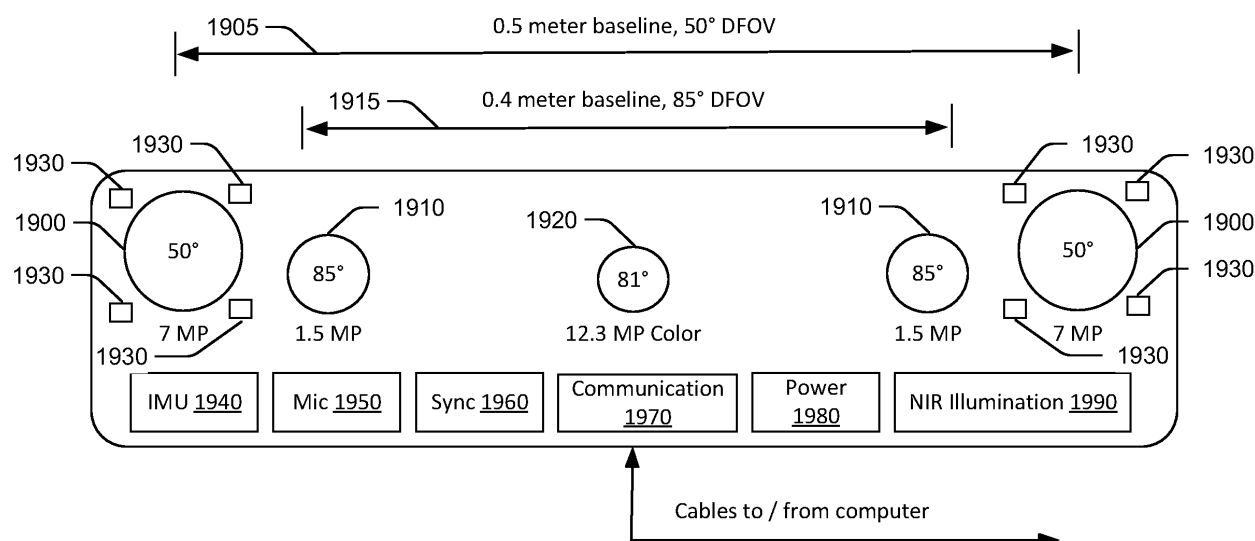 1905
0.5 meter baseline, 50° DFOV
1915
0.4 meter baseline, 85° DFOV
1930
1930
1930
1930
1900
1910
1920
1910
1900
50°
85°
81°
85°
50°
1930
1930
7 MP
1.5 MP
12.3 MP Color
1.5 MP
7 MP
1930
1930
IMU 1940
Mic 1950
Sync 1960
Communication
1970
Power
1980
NIR Illumination 1990
Cables to / from computer